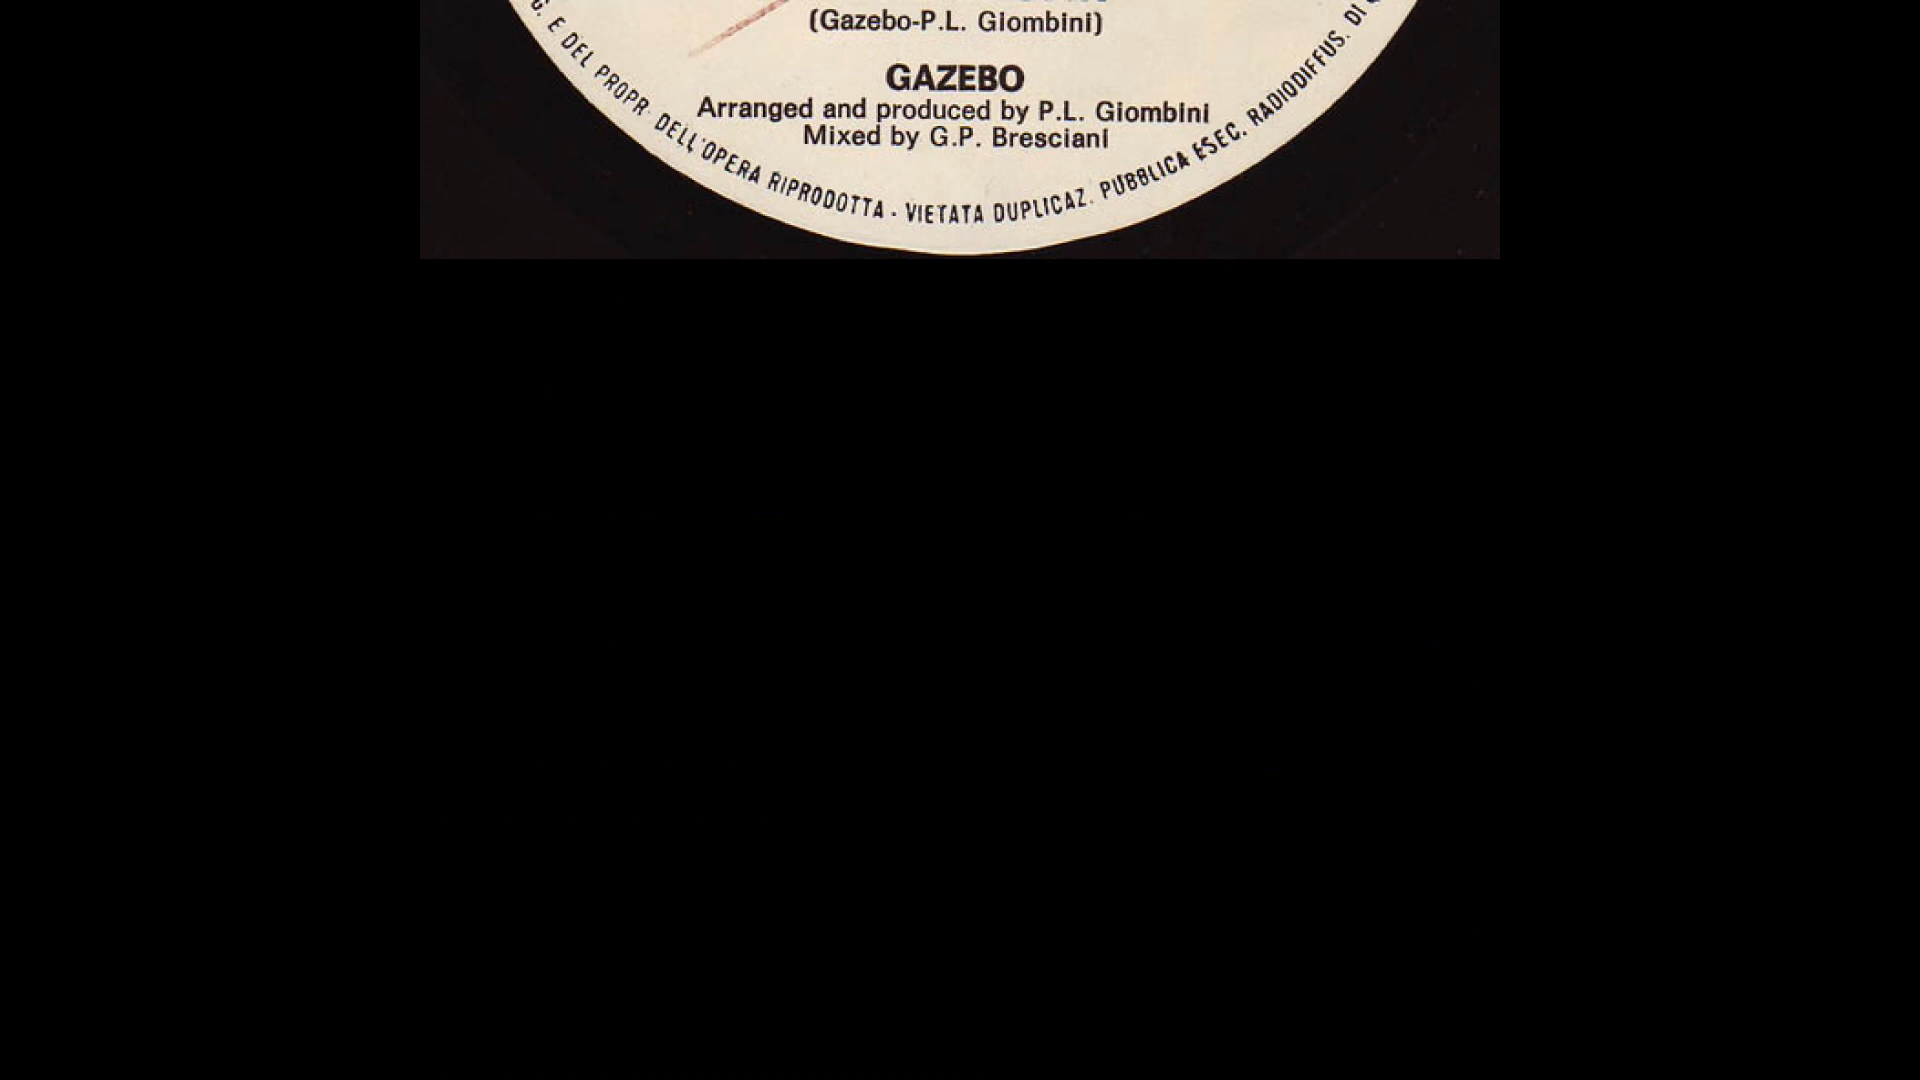 (Gazebo-P.L. Giombini)
GAZEBO
Arranged and produced by P.L. Giombini
Mixed by G.P. Bresciani
E DEL PROPR. DELL'OPERA RIPRODOTTA - VIETATA DUPLICAZ. PUBBLICA ESEC. RADIODIFFUS. DI